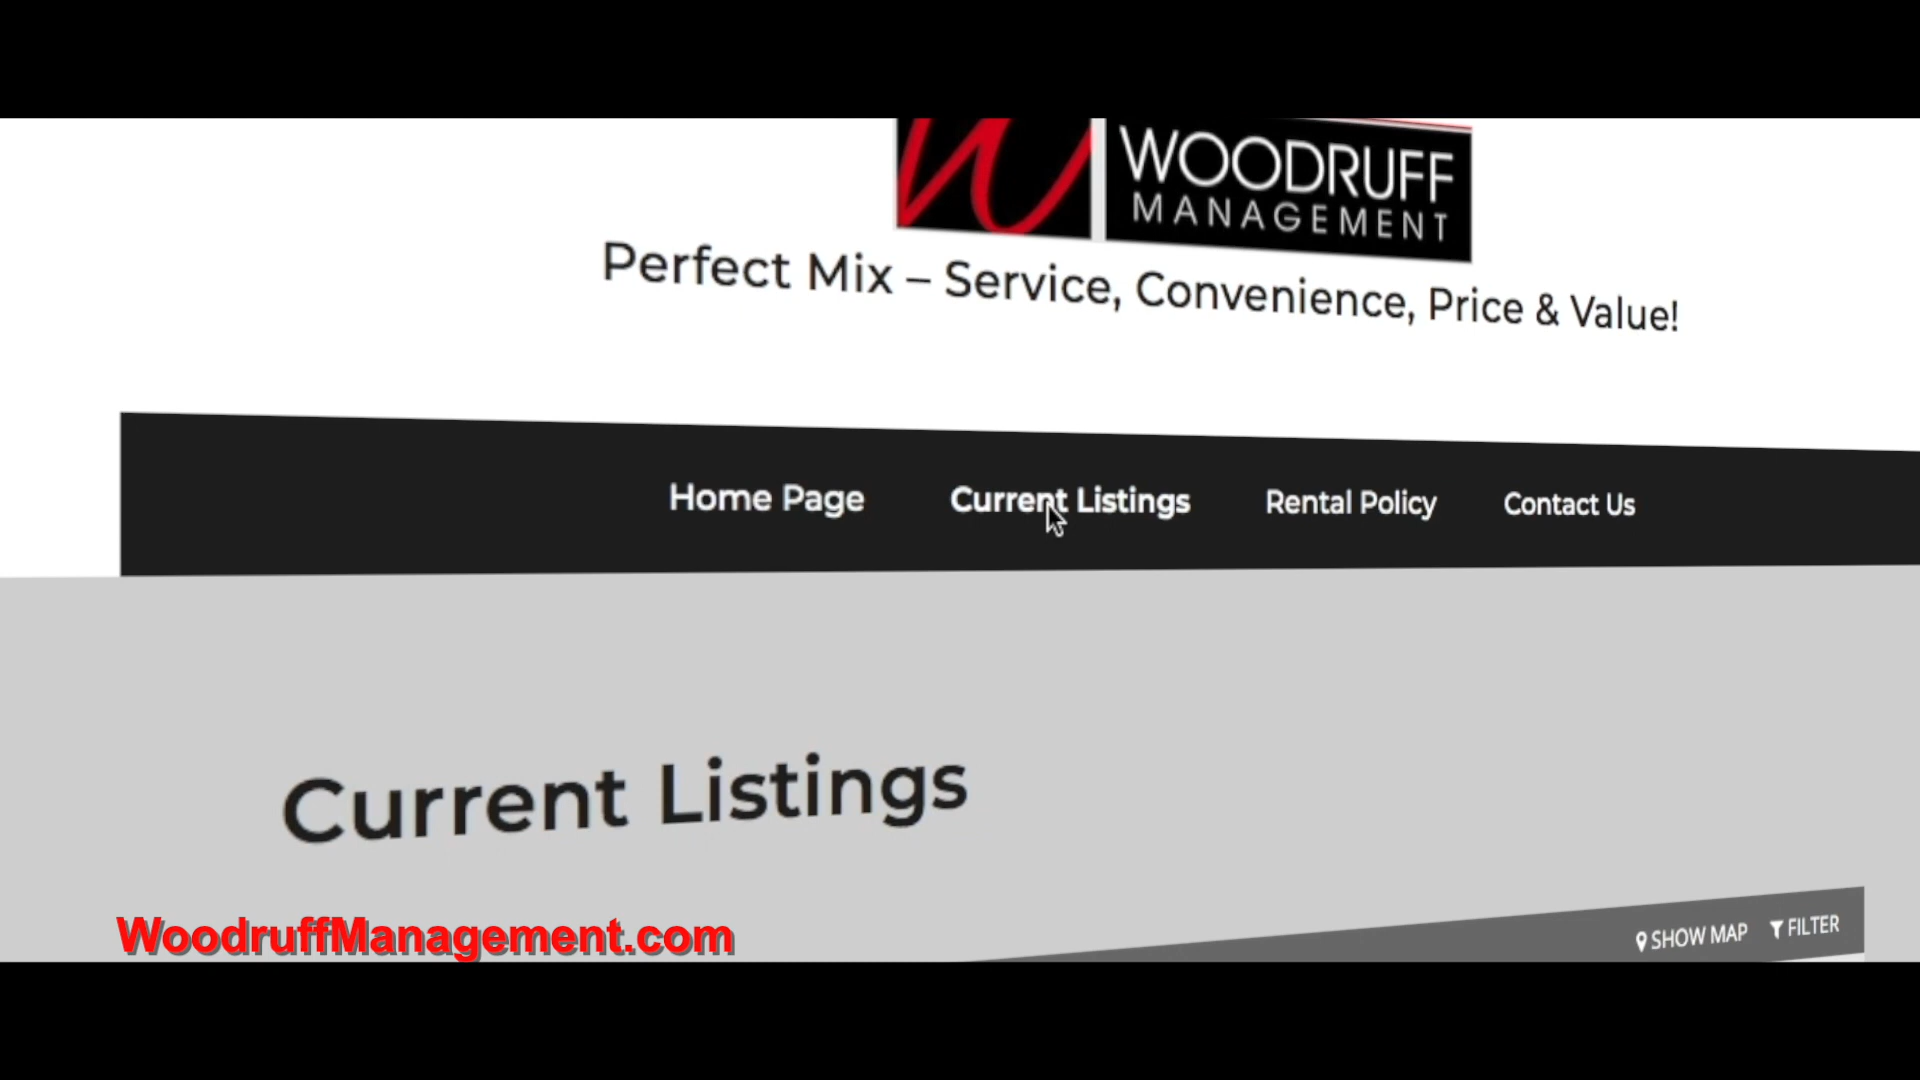 WOODRUFF
MANAGEMENT
Perfect Mix – Service, Convenience, Price & Value!
Home Page Current Listings Rental Policy Contact Us
Current Listings
WoodruffManagement.com
SHOW MAP FILTER